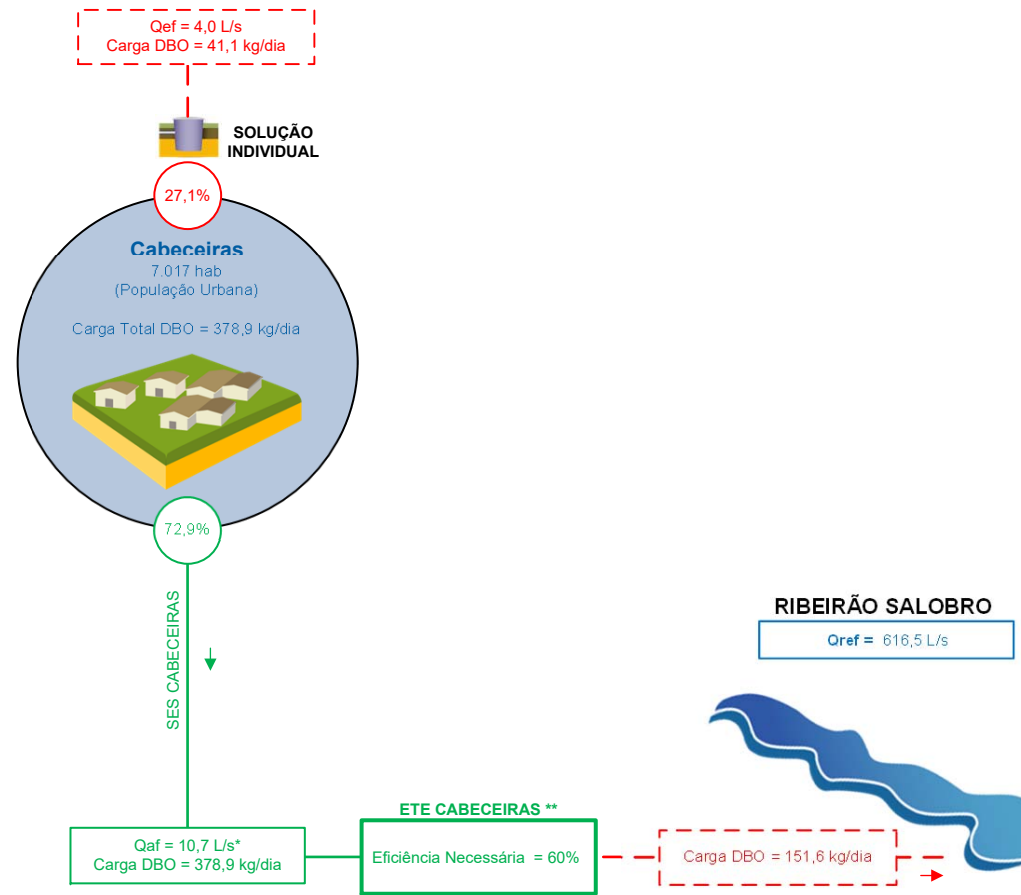 Qef = 4,0 L/s
Carga DBO = 41,1 kg/dia
SOLUÇÃO
INDIVIDUAL
27,1%
Cabeceiras
7.017 hab
(População Urbana)
Carga Total DBO = 378,9 kg/dia
72,9%
SES CABECEIRAS
RIBEIRÃO SALOBRO
Qref = 616,5 L/s
ETE CABECEIRAS **
Qaf = 10,7 L/s*
Carga DBO = 378,9 kg/dia
Eficiência Necessária = 60%
Carga DBO = 151,6 kg/dia